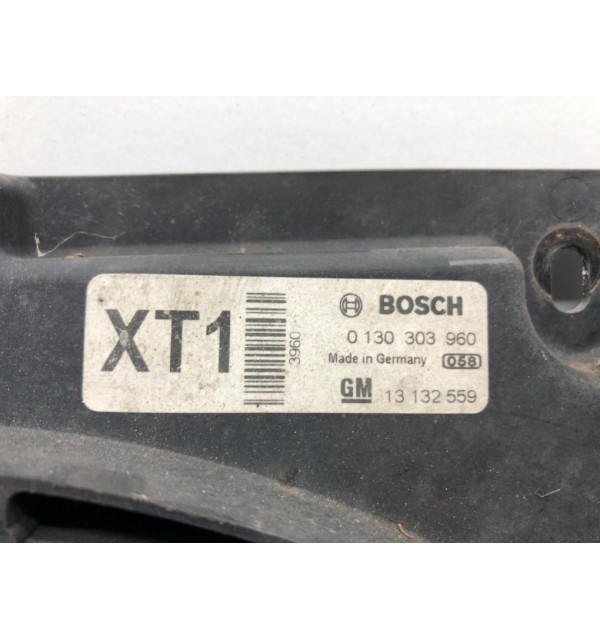 XT1
3960
BOSCH
0 130 303 960
Made in Germany 058
GM 13 132 559